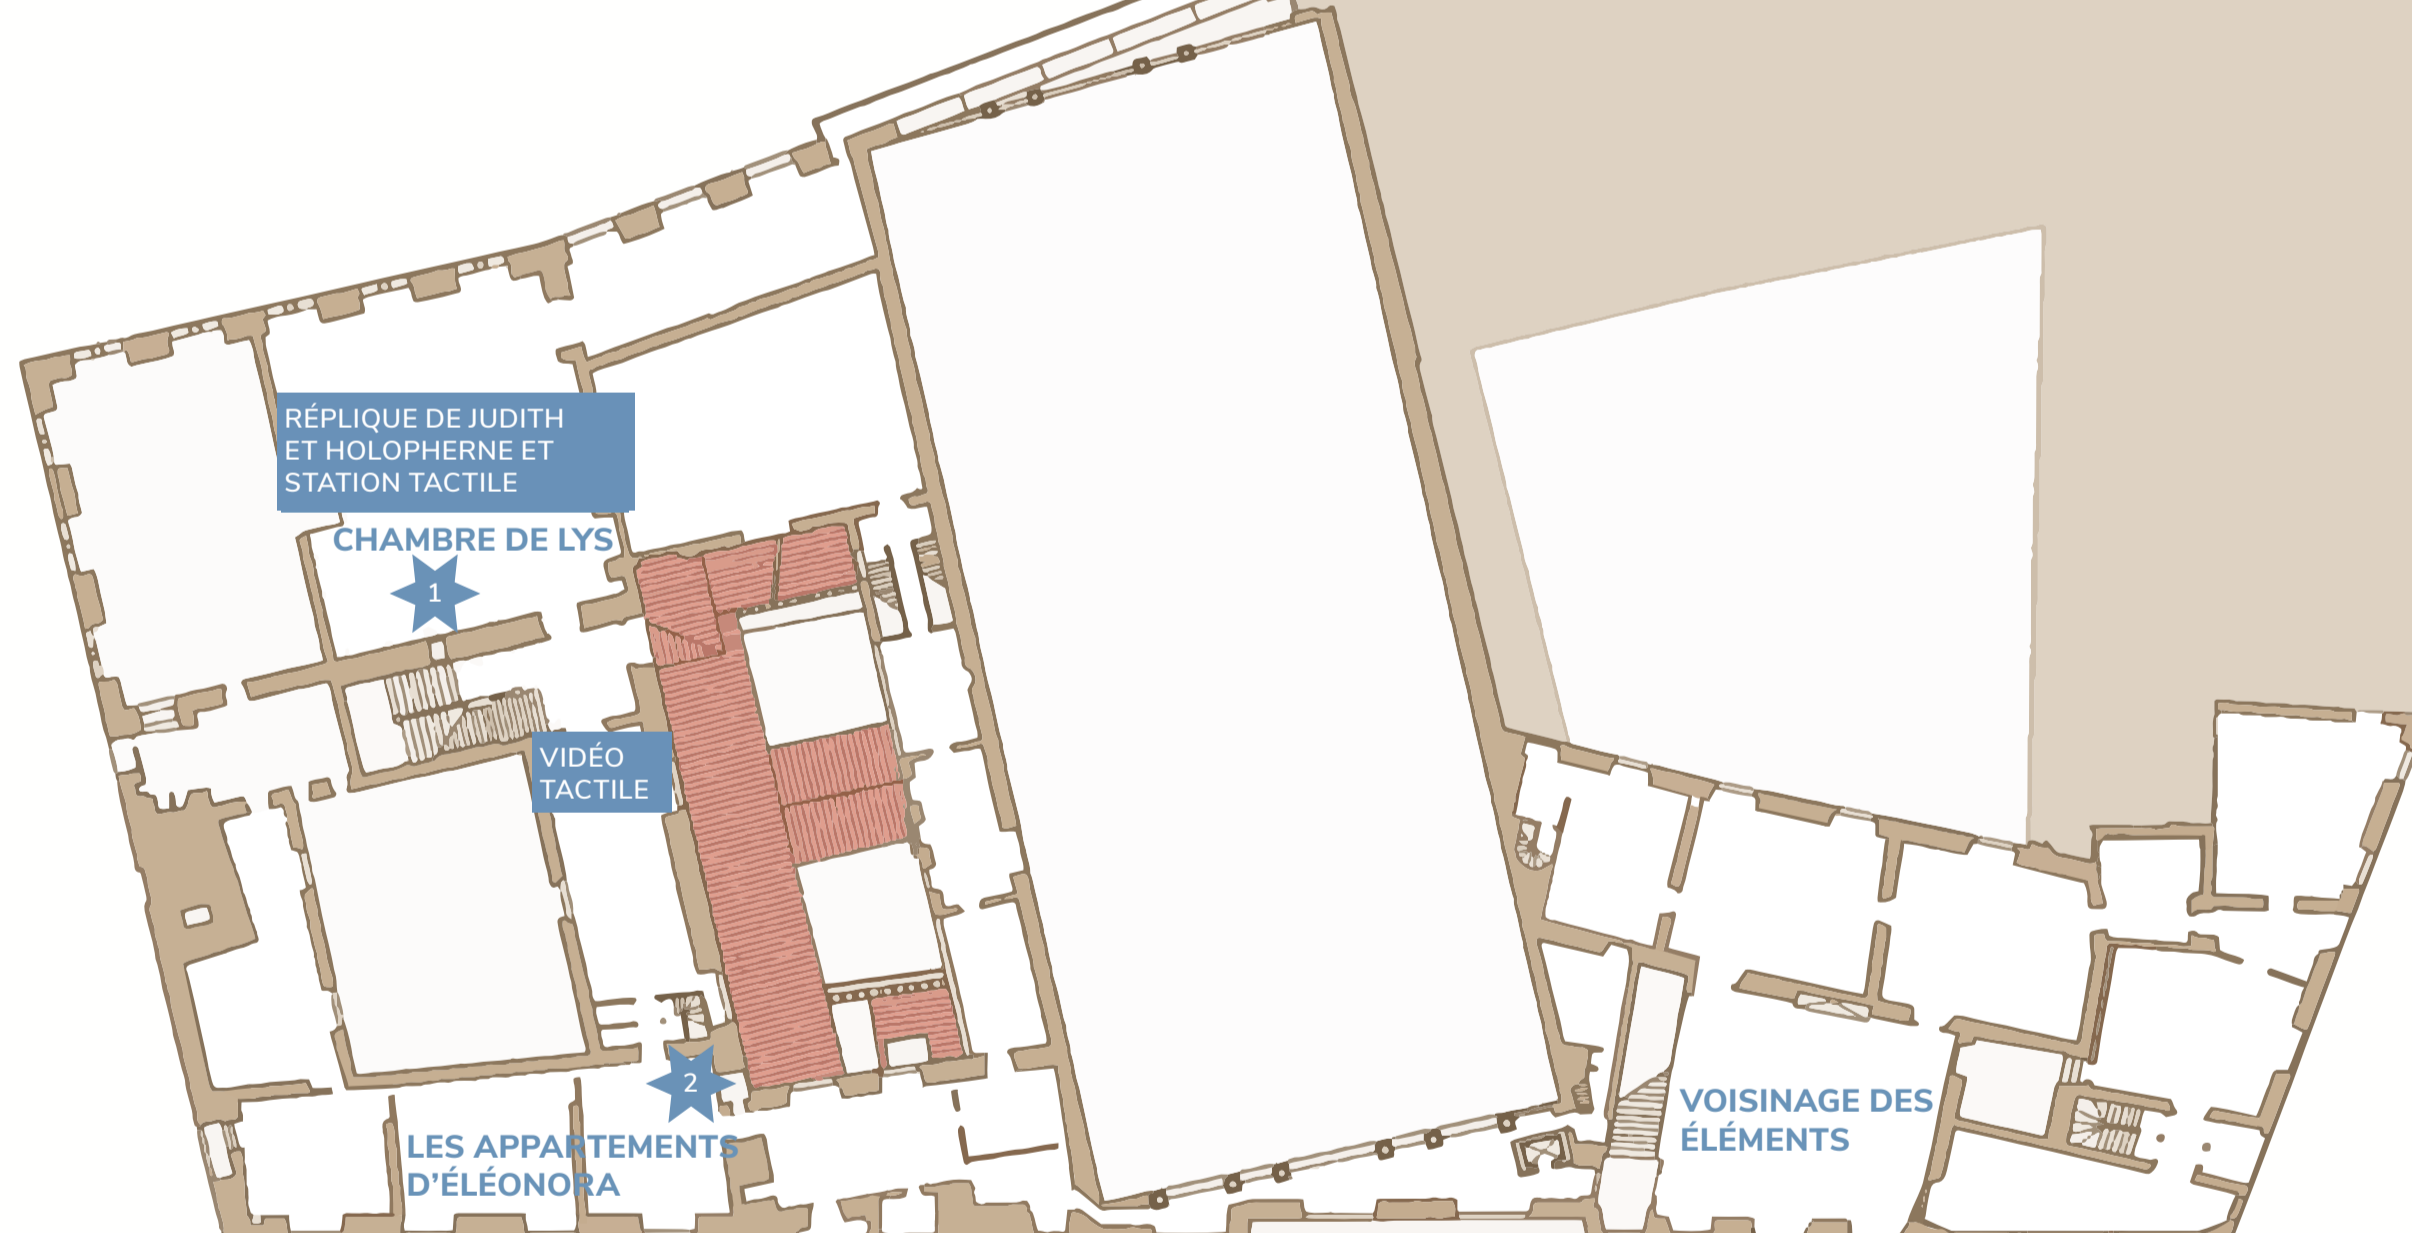 RÉPLIQUE DE JUDITH
ET HOLOPHERNE ET
STATION TACTILE
CHAMBRE DE LYS
1
VIDÉO
TACTILE
2
LES APPARTEMENTS
D’ÉLÉONORA
VOISINAGE DES
ÉLÉMENTS